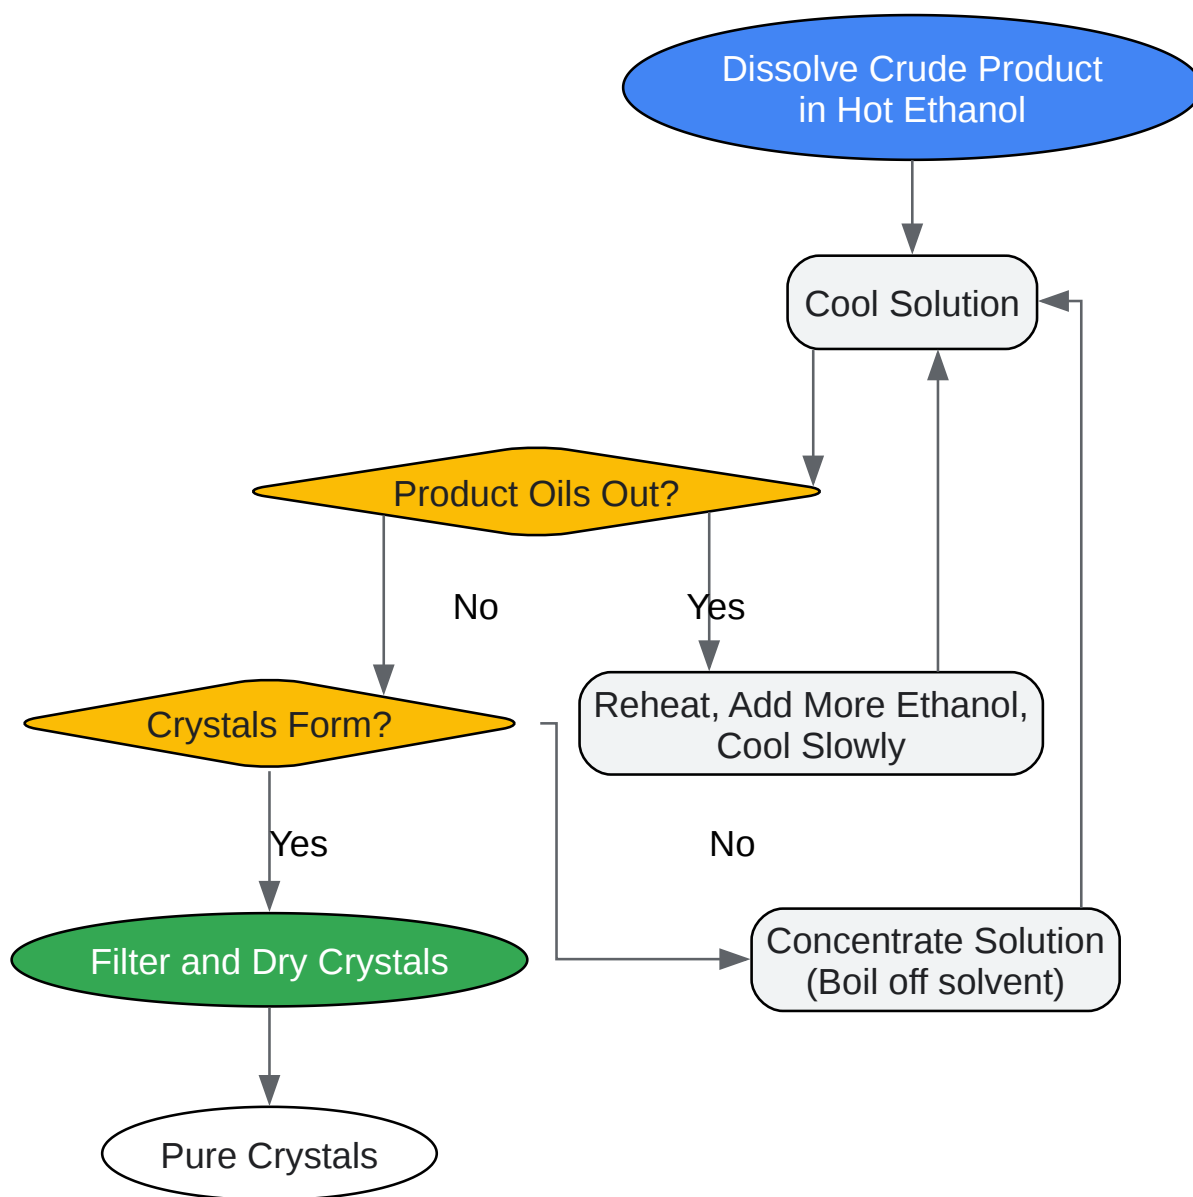 Dissolve Crude Product
in Hot Ethanol
Cool Solution
Product Oils Out?
No
Yes
Reheat, Add More Ethanol,
Cool Slowly
Crystals Form?
Yes
No
Filter and Dry Crystals
Concentrate Solution
(Boil off solvent)
Pure Crystals